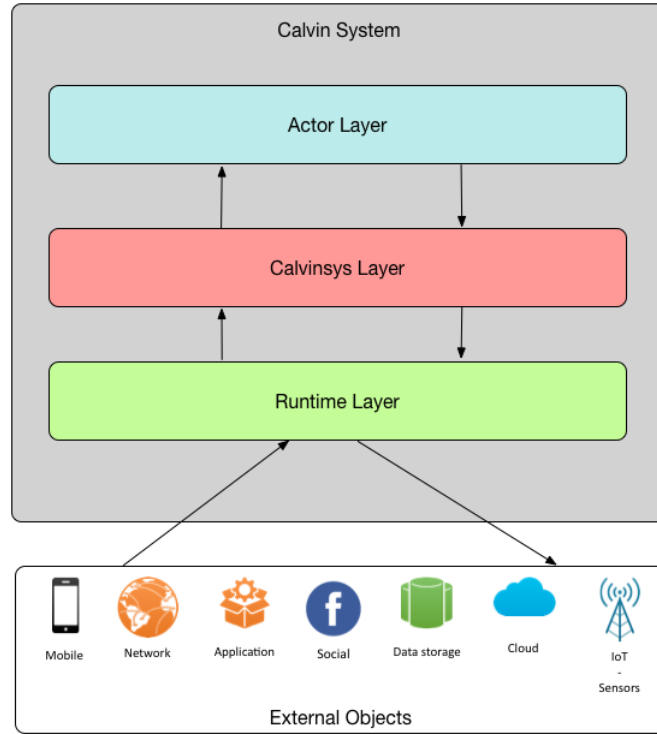 Calvin System
Actor Layer
Calvinsys Layer
Runtime Layer
Mobile
Network
Application
Social
Data storage
Cloud
IoT
-
Sensors
External Objects